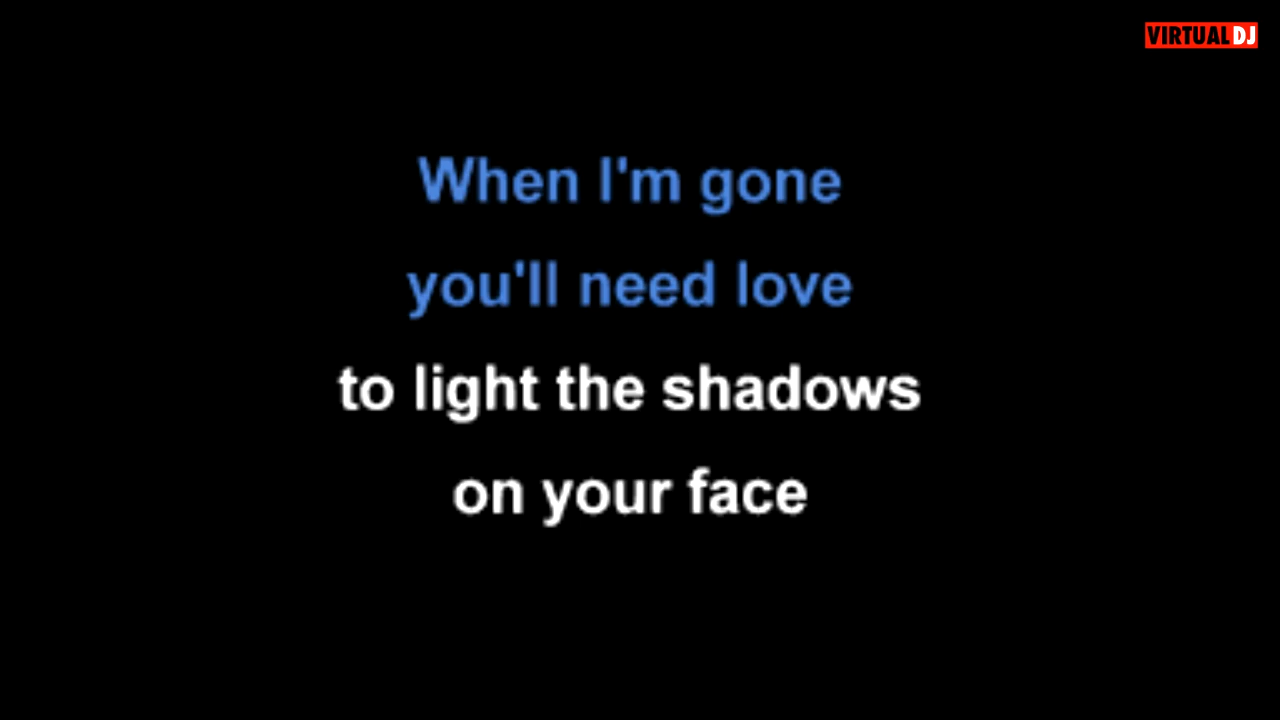 VIRTUAL DJ
When I'm gone
you'll need love
to light the shadows
on your face